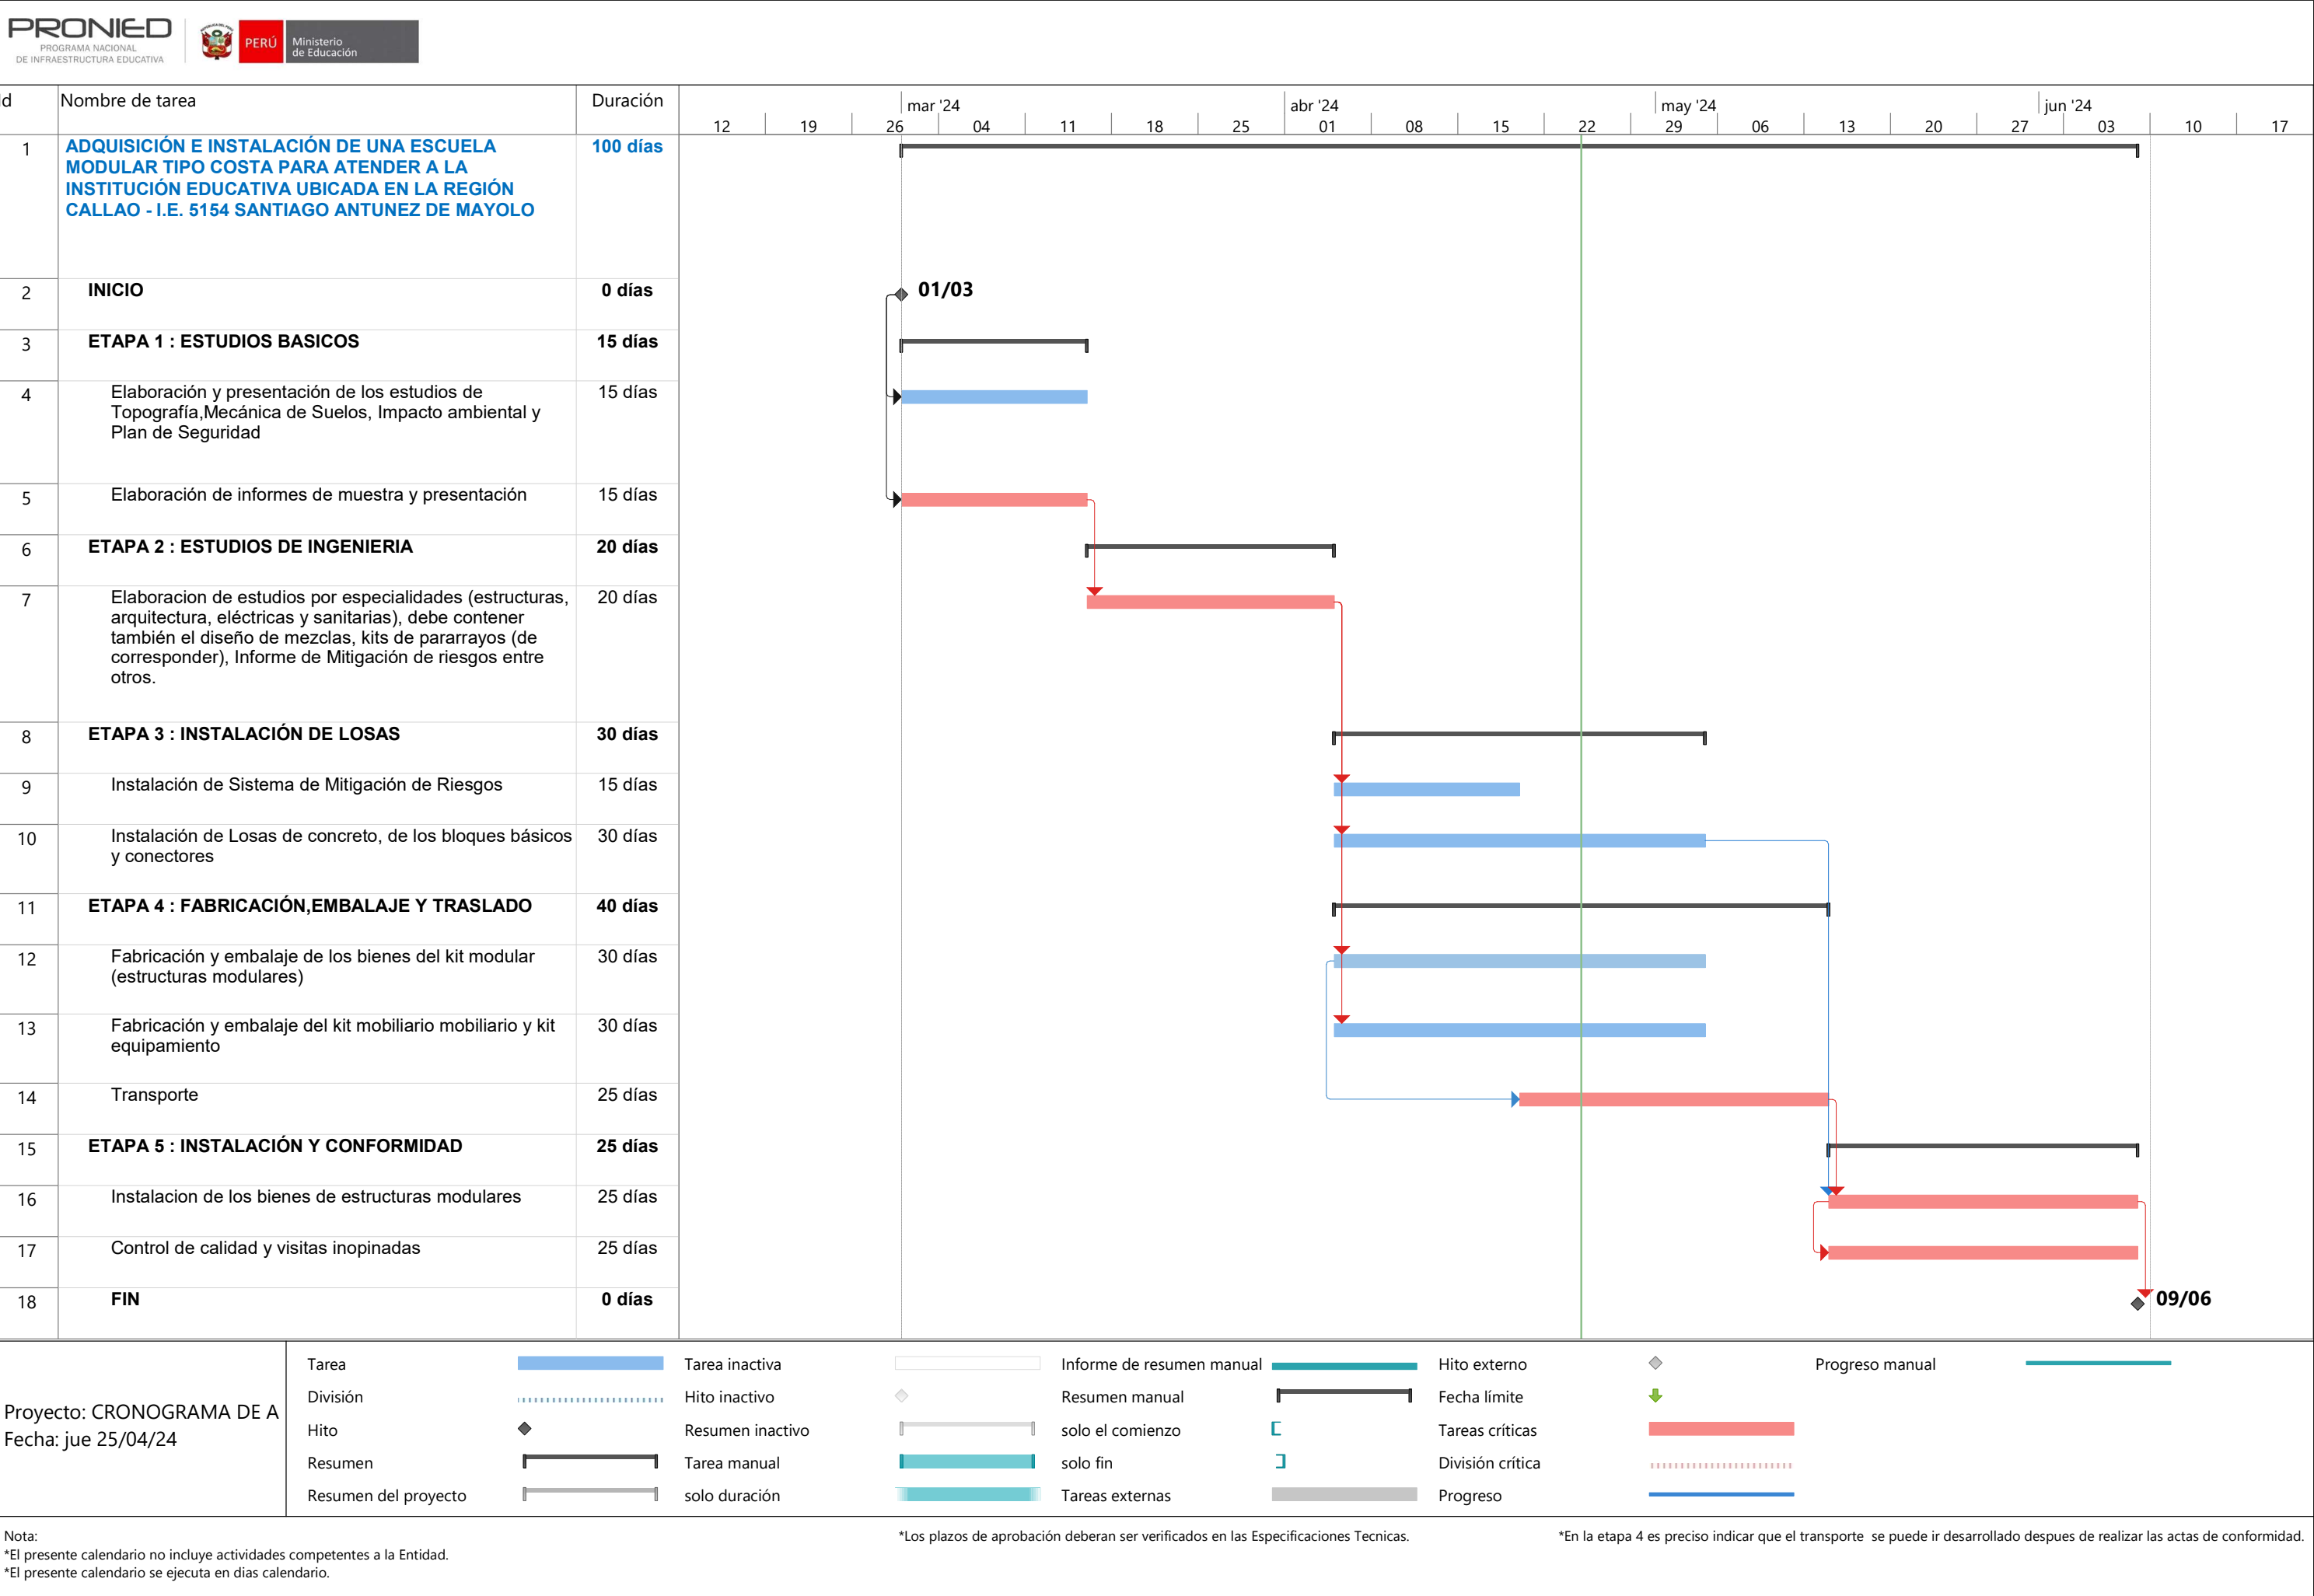 PRONIED
PROGRAMA NACIONAL
DE INFRAESTRUCTURA EDUCATIVA
PERÚ
Ministerio
de Educación
Id Nombre de tarea Duración
mar '24 abr '24 may '24 jun '24
12 19 26 04 11 18 25 01 08 15 22 29 06 13 20 27 03 10 17
1 ADQUISICIÓN E INSTALACIÓN DE UNA ESCUELA 100 días
MODULAR TIPO COSTA PARA ATENDER A LA
INSTITUCIÓN EDUCATIVA UBICADA EN LA REGIÓN
CALLAO - I.E. 5154 SANTIAGO ANTUNEZ DE MAYOLO
2 INICIO 0 días 01/03
3 ETAPA 1 : ESTUDIOS BASICOS 15 días
4 Elaboración y presentación de los estudios de 15 días
Topografía,Mecánica de Suelos, Impacto ambiental y
Plan de Seguridad
5 Elaboración de informes de muestra y presentación 15 días
6 ETAPA 2 : ESTUDIOS DE INGENIERIA 20 días
7 Elaboracion de estudios por especialidades (estructuras, 20 días
arquitectura, eléctricas y sanitarias), debe contener
también el diseño de mezclas, kits de pararrayos (de
corresponder), Informe de Mitigación de riesgos entre
otros.
8 ETAPA 3 : INSTALACIÓN DE LOSAS 30 días
9 Instalación de Sistema de Mitigación de Riesgos 15 días
10 Instalación de Losas de concreto, de los bloques básicos 30 días
y conectores
11 ETAPA 4 : FABRICACIÓN,EMBALAJE Y TRASLADO 40 días
12 Fabricación y embalaje de los bienes del kit modular 30 días
(estructuras modulares)
13 Fabricación y embalaje del kit mobiliario mobiliario y kit 30 días
equipamiento
14 Transporte 25 días
15 ETAPA 5 : INSTALACIÓN Y CONFORMIDAD 25 días
16 Instalacion de los bienes de estructuras modulares 25 días
17 Control de calidad y visitas inopinadas 25 días
18 FIN 0 días 09/06
Proyecto: CRONOGRAMA DE A
Fecha: jue 25/04/24
Tarea Tarea inactiva Informe de resumen manual Hito externo Progreso manual
División Hito inactivo Resumen manual Fecha límite
Hito Resumen inactivo solo el comienzo Tareas críticas
Resumen Tarea manual solo fin División crítica
Resumen del proyecto solo duración Tareas externas Progreso
Nota: *Los plazos de aprobación deberan ser verificados en las Especificaciones Tecnicas. *En la etapa 4 es preciso indicar que el transporte se puede ir desarrollado despues de realizar las actas de conformidad.
*El presente calendario no incluye actividades competentes a la Entidad.
*El presente calendario se ejecuta en dias calendario.